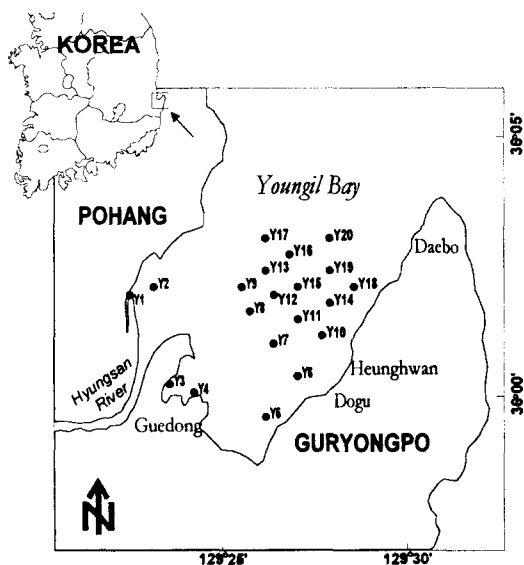 KOREA
36°05'
Youngil Bay
POHANG
Y17
Y20
Y16
Daebo
Y13
Y19
Y2
Y9
Y15
Y18
Y1
Y12
Y14
Y8
Y11
Y10
Y7
Hyungsan
River
Heunghwan
Y3
Y5
Y4
Dogu
36°00'
Guedong
Y6
GURYONGPO
N
129°25'
129°30'